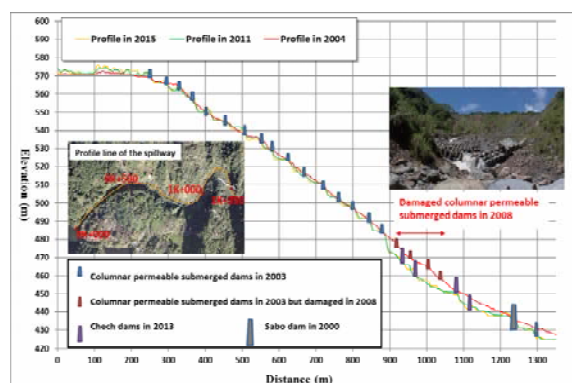 600
590
580
570
560
550
540
530
520
510
500
490
480
470
460
450
440
430
420
Elevation (m)
Profile in 2015
Profile in 2011
Profile in 2004
Profile line of the spillway
1K+000
Damaged columnar permeable
submerged dams in 2008
Columnar permeable submerged dams in 2003
Columnar permeable submerged dams in 2003 but damaged in 2008
Chech dams in 2013
Sabo dam in 2000
0
100
200
300
400
500
600
700
800
900
1000
1100
1200
1300
Distance (m)